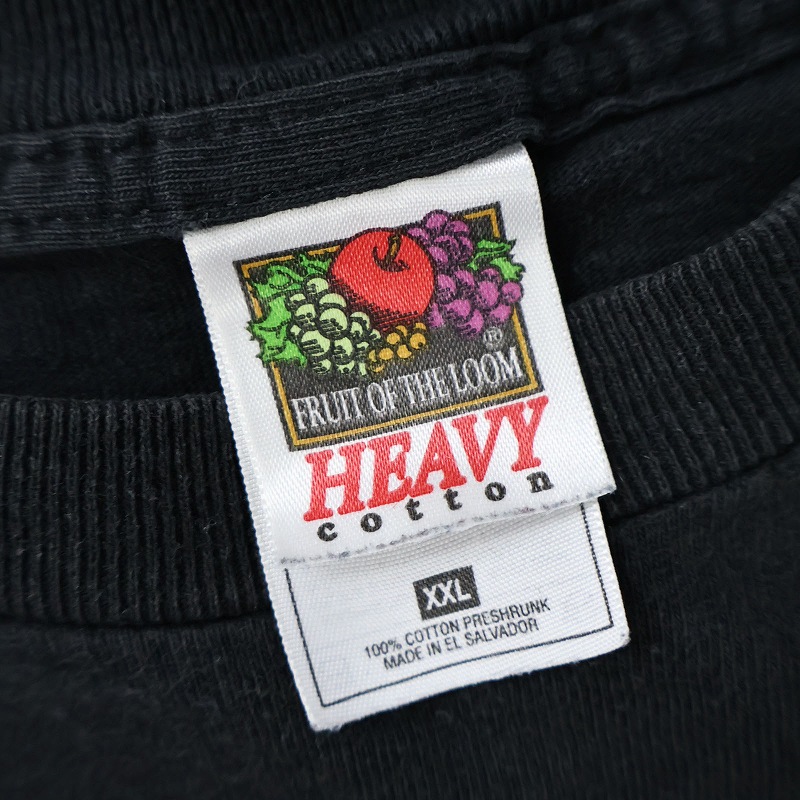 ®
FRUIT OF THE LOOM
HEAVY
cotton
XXL
100% COTTON PRESHRUNK
MADE IN EL SALVADOR